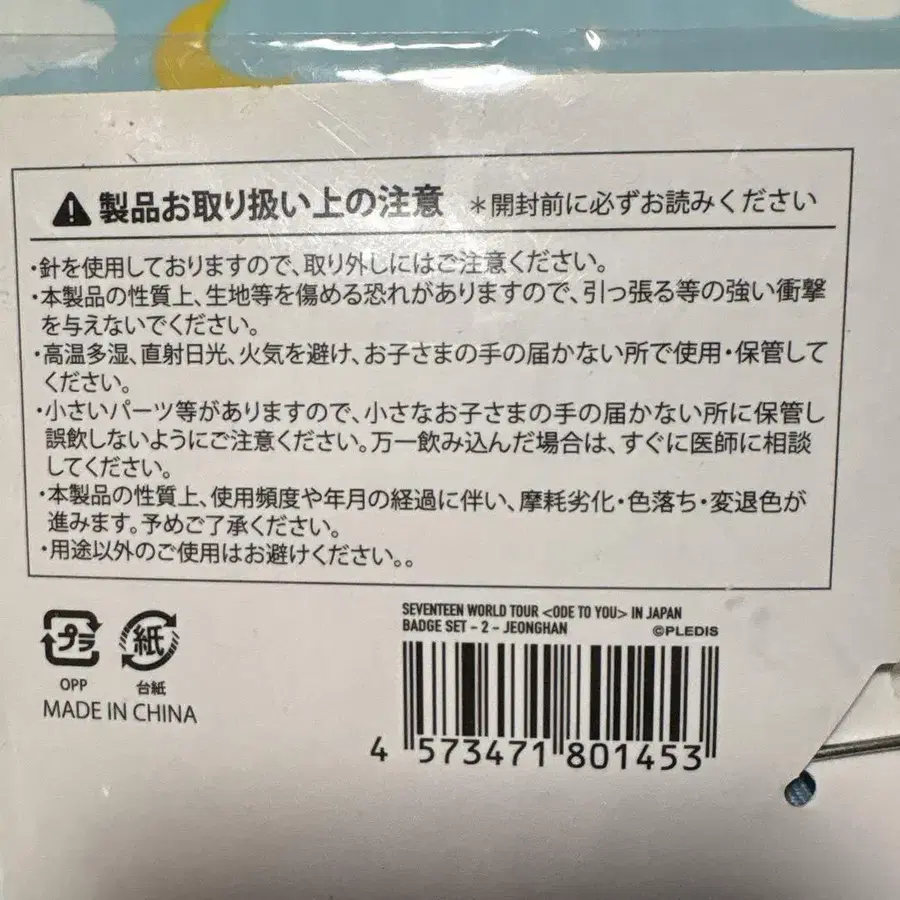 製品お取り扱い上の注意 *開封前に必ずお読みください
・針を使用しておりますので、取り外しにはご注意ください。
・本製品の性質上、生地等を傷める恐れがありますので、引っ張る等の強い衝撃
を与えないでください。
・高温多湿、直射日光、火気を避け、お子さまの手の届かない所で使用・保管して
ください。
・小さいパーツ等がありますので、小さなお子さまの手の届かない所に保管し
誤飲しないようにご注意ください。万一飲み込んだ場合は、すぐに医師に相談
してください。
・本製品の性質上、使用頻度や年月の経過に伴い、摩耗劣化・色落ち・変退色が
進みます。予めご了承ください。
・用途以外のご使用はお避けください。。
プラ 紙
OPP 台紙
MADE IN CHINA
SEVENTEEN WORLD TOUR <ODE TO YOU> IN JAPAN
BADGE SET - 2 - JEONGHAN ©PLEDIS
4 573471 801453